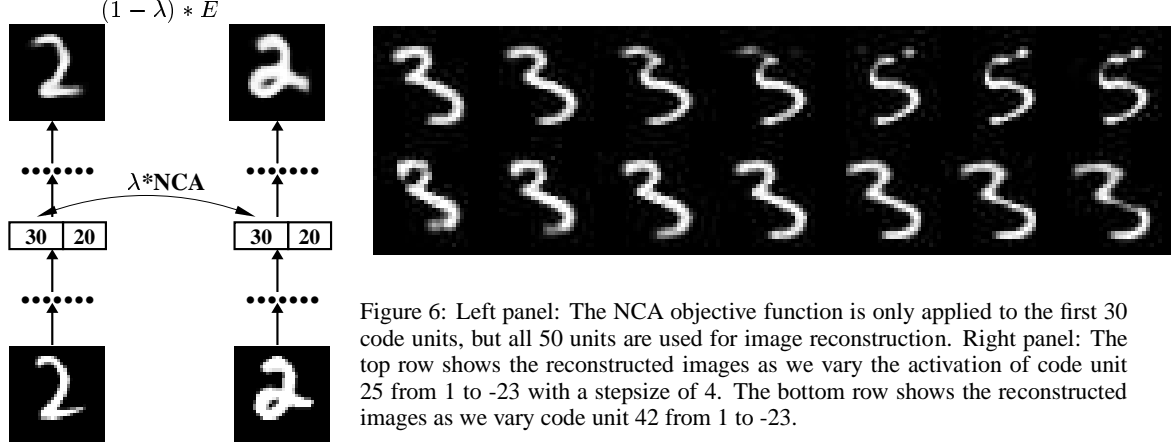 (1 − λ) ∗ E
λ*NCA
30 20 30 20
Figure 6: Left panel: The NCA objective function is only applied to the first 30
code units, but all 50 units are used for image reconstruction. Right panel: The
top row shows the reconstructed images as we vary the activation of code unit
25 from 1 to -23 with a stepsize of 4. The bottom row shows the reconstructed
images as we vary code unit 42 from 1 to -23.